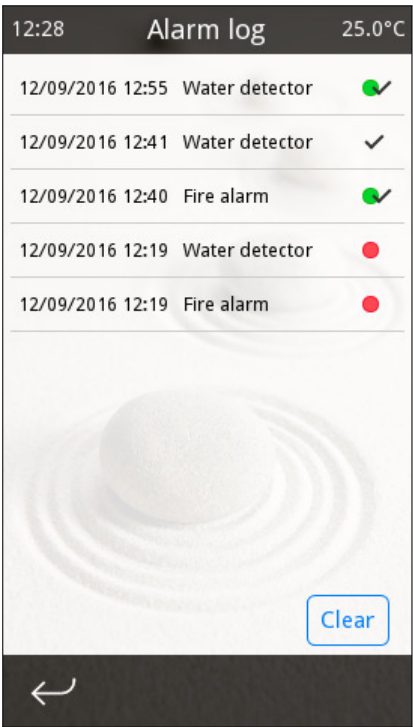 12:28 Alarm log 25.0°C
12/09/2016 12:55 Water detector
12/09/2016 12:41 Water detector
12/09/2016 12:40 Fire alarm
12/09/2016 12:19 Water detector
12/09/2016 12:19 Fire alarm
Clear